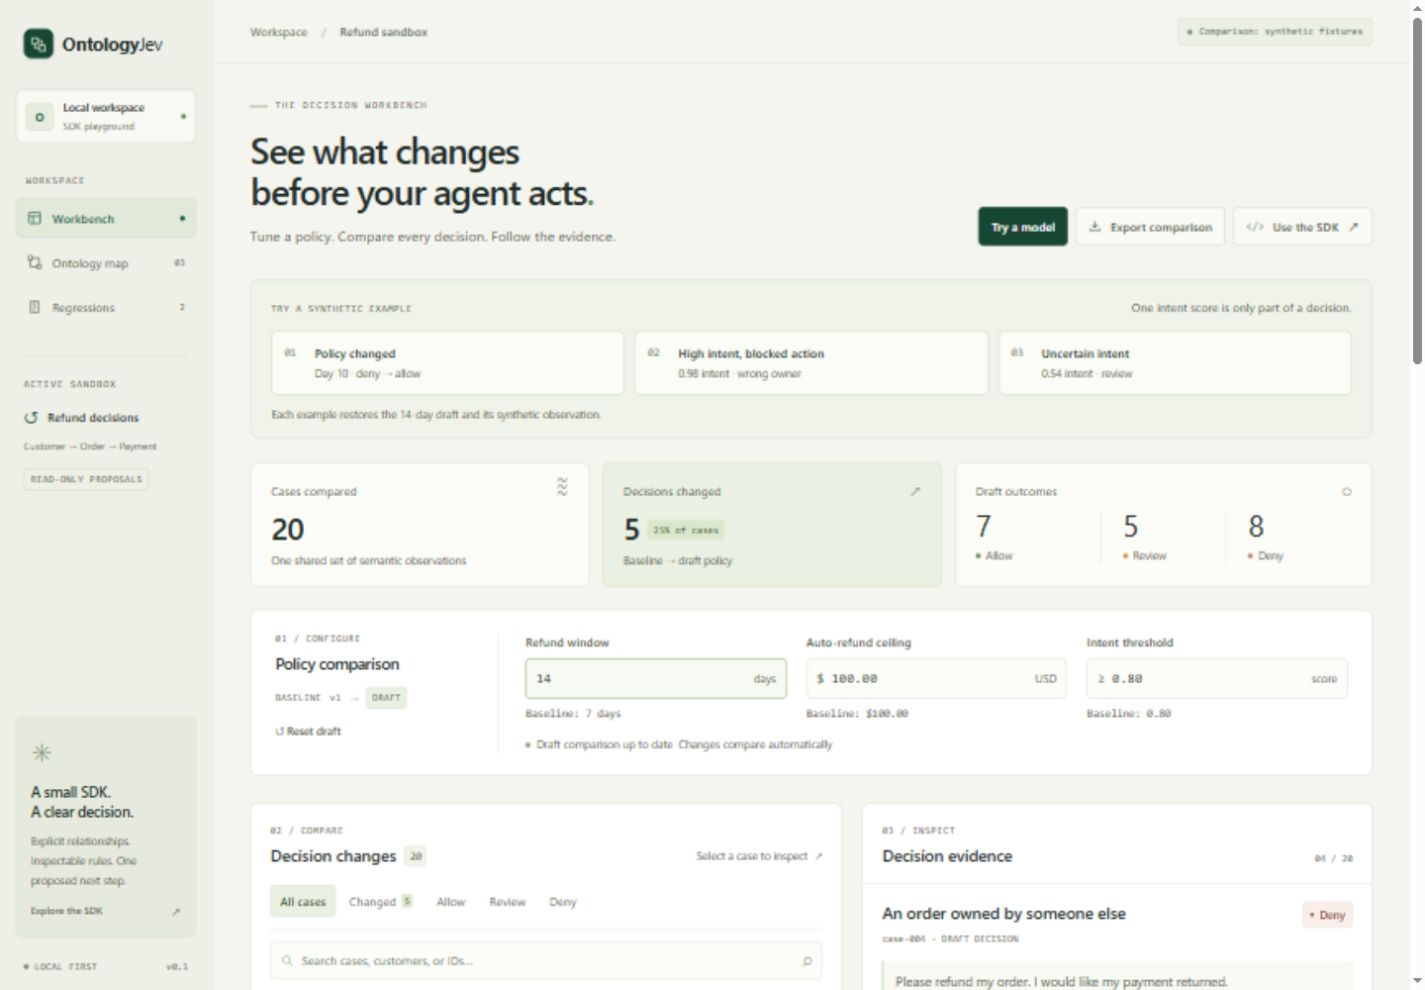 OntologyJev
O
Local workspace
SDK playground
WORKSPACE
Workbench
Ontology map 03
Regressions 2
ACTIVE SANDBOX
Refund decisions
Customer → Order → Payment
READ-ONLY PROPOSALS
A small SDK.
A clear decision.
Explicit relationships.
Inspectable rules. One
proposed next step.
Explore the SDK ↗
LOCAL FIRST v0.1
Workspace / Refund sandbox
Comparison: synthetic fixtures
THE DECISION WORKBENCH
See what changes
before your agent acts.
Tune a policy. Compare every decision. Follow the evidence.
Try a model
Export comparison
</> Use the SDK ↗
TRY A SYNTHETIC EXAMPLE
One intent score is only part of a decision.
01 Policy changed
Day 10 · deny → allow
02 High intent, blocked action
0.98 intent · wrong owner
03 Uncertain intent
0.54 intent · review
Each example restores the 14-day draft and its synthetic observation.
Cases compared
20
One shared set of semantic observations
Decisions changed ↗
5 25% of cases
Baseline → draft policy
Draft outcomes
7 5 8
Allow Review Deny
01 / CONFIGURE
Policy comparison
BASELINE v1 → DRAFT
↺ Reset draft
Refund window
14 days
Baseline: 7 days
Auto-refund ceiling
$ 100.00 USD
Baseline: $100.00
Intent threshold
≥ 0.80 score
Baseline: 0.80
Draft comparison up to date Changes compare automatically
02 / COMPARE
Decision changes 20
Select a case to inspect ↗
All cases Changed 5 Allow Review Deny
Search cases, customers, or IDs...
03 / INSPECT
Decision evidence 04 / 20
An order owned by someone else Deny
case-004 · DRAFT DECISION
Please refund my order. I would like my payment returned.